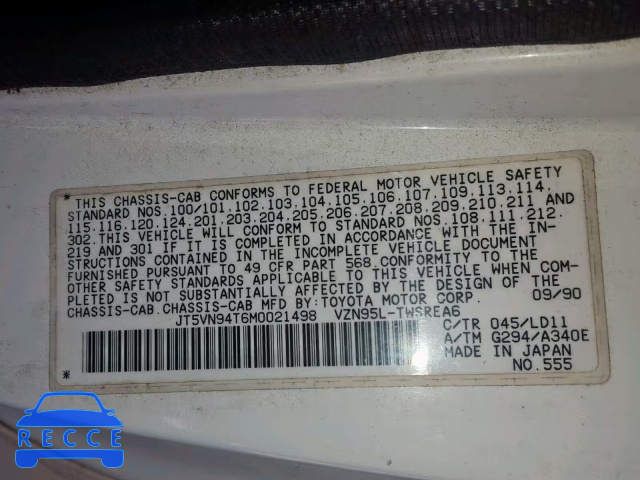 *THIS CHASSIS-CAB CONFORMS TO FEDERAL MOTOR VEHICLE SAFETY
STANDARD NOS.100/101.102.103.104.105.106.107.109.113.114.
115.116.120.124.201.203.204.205.206.207.208.209.210.211 AND
302.THIS VEHICLE WILL CONFORM TO STANDARD NOS.108.111.212.
219 AND 301 IF IT IS COMPLETED IN ACCORDANCE WITH THE IN-
STRUCTIONS CONTAINED IN THE INCOMPLETE VEHICLE DOCUMENT
FURNISHED PURSUANT TO 49 CFR PART 568.CONFORMITY TO THE
OTHER SAFETY STANDARDS APPLICABLE TO THIS VEHICLE WHEN COM-
PLETED IS NOT SUBSTANTIALLY AFFECTED BY THE DESIGN OF THE
CHASSIS-CAB.CHASSIS-CAB MFD BY:TOYOTA MOTOR CORP. 09/90
JT5VN94T6M0021498 VZN95L-TWSREA6
C/TR 045/LD11
A/TM G294/A340E
MADE IN JAPAN
* NO.555
RECCE